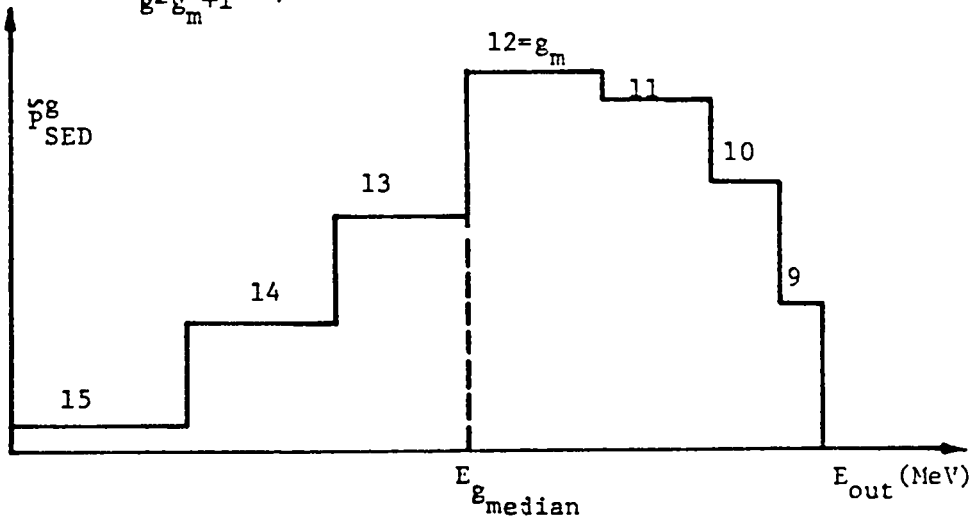 g=g_m+1
12=g_m
p̃^g_SED
11
10
13
9
14
15
E_g_median
E_out (MeV)